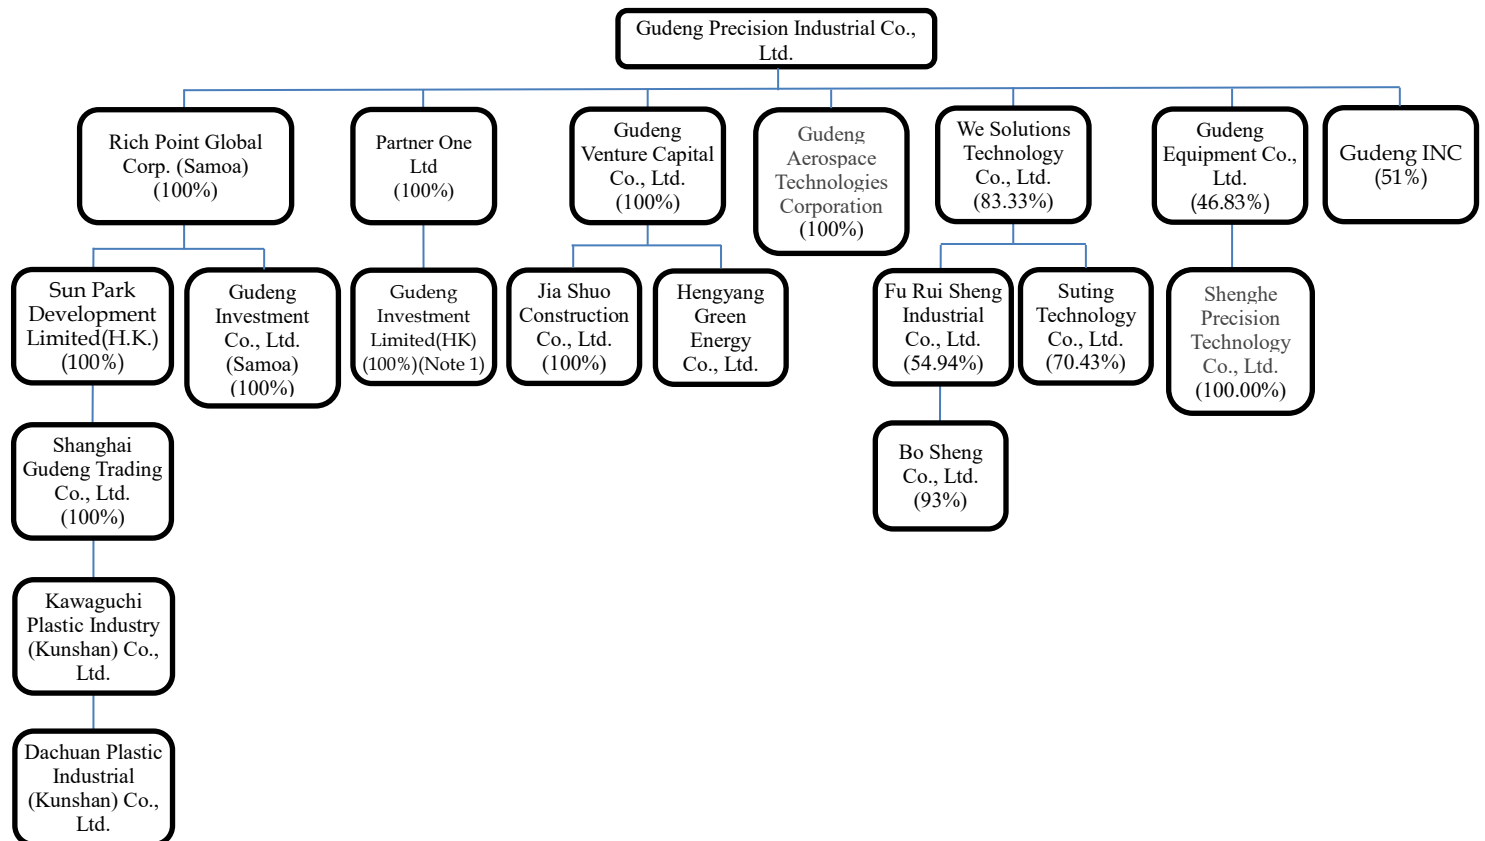 Gudeng Precision Industrial Co.,
Ltd.
Rich Point Global
Corp. (Samoa)
(100%)
Partner One
Ltd
(100%)
Gudeng
Venture Capital
Co., Ltd.
(100%)
Gudeng
Aerospace
Technologies
Corporation
(100%)
We Solutions
Technology
Co., Ltd.
(83.33%)
Gudeng
Equipment Co.,
Ltd.
(46.83%)
Gudeng INC
(51%)
Sun Park
Development
Limited(H.K.)
(100%)
Gudeng
Investment
Co., Ltd.
(Samoa)
(100%)
Gudeng
Investment
Limited(HK)
(100%)(Note 1)
Jia Shuo
Construction
Co., Ltd.
(100%)
Hengyang
Green
Energy
Co., Ltd.
Fu Rui Sheng
Industrial
Co., Ltd.
(54.94%)
Suting
Technology
Co., Ltd.
(70.43%)
Shenghe
Precision
Technology
Co., Ltd.
(100.00%)
Shanghai
Gudeng Trading
Co., Ltd.
(100%)
Bo Sheng
Co., Ltd.
(93%)
Kawaguchi
Plastic Industry
(Kunshan) Co.,
Ltd.
Dachuan Plastic
Industrial
(Kunshan) Co.,
Ltd.